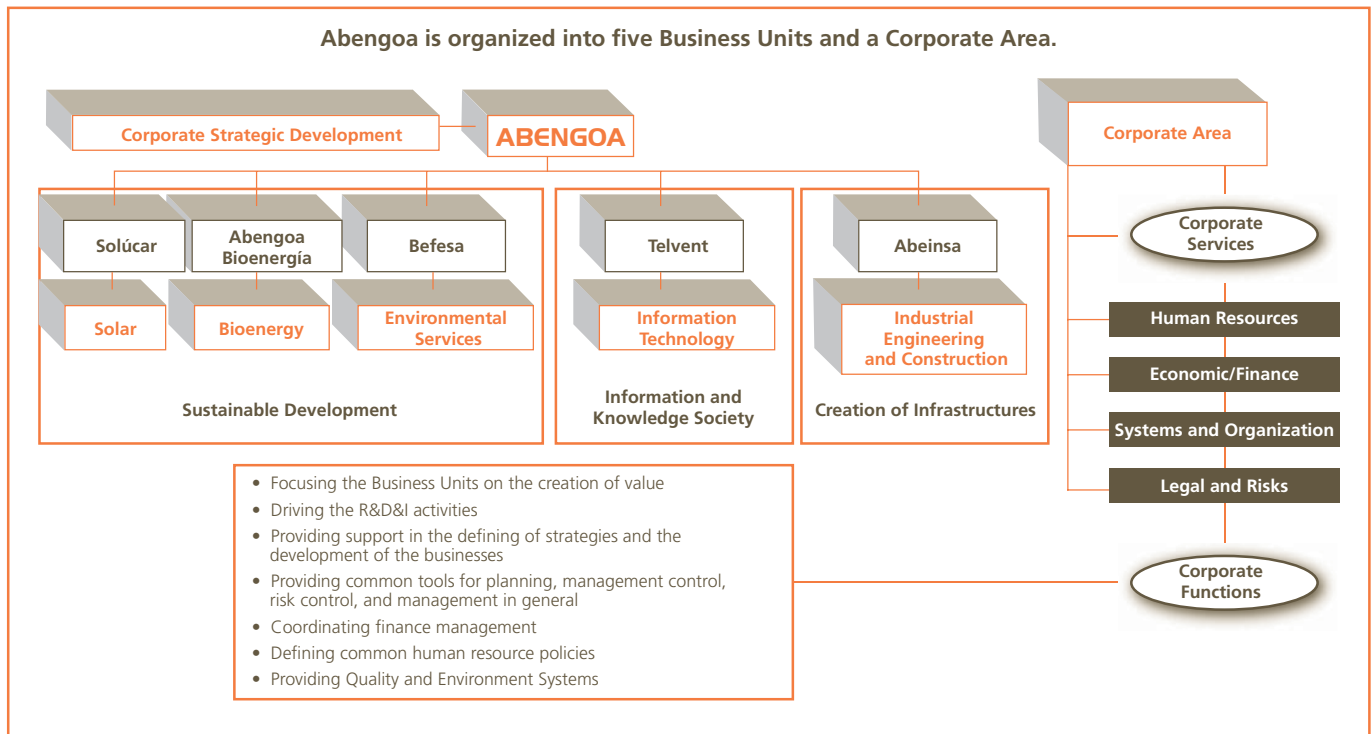 Abengoa is organized into five Business Units and a Corporate Area.
Corporate Strategic Development
ABENGOA
Solúcar
Abengoa
Bioenergía
Befesa
Telvent
Abeinsa
Solar
Bioenergy
Environmental
Services
Information
Technology
Industrial
Engineering
and Construction
Sustainable Development
Information and
Knowledge Society
Creation of Infrastructures
Corporate Area
Corporate
Services
Human Resources
Economic/Finance
Systems and Organization
Legal and Risks
Corporate
Functions
• Focusing the Business Units on the creation of value
• Driving the R&D&I activities
• Providing support in the defining of strategies and the
development of the businesses
• Providing common tools for planning, management control,
risk control, and management in general
• Coordinating finance management
• Defining common human resource policies
• Providing Quality and Environment Systems